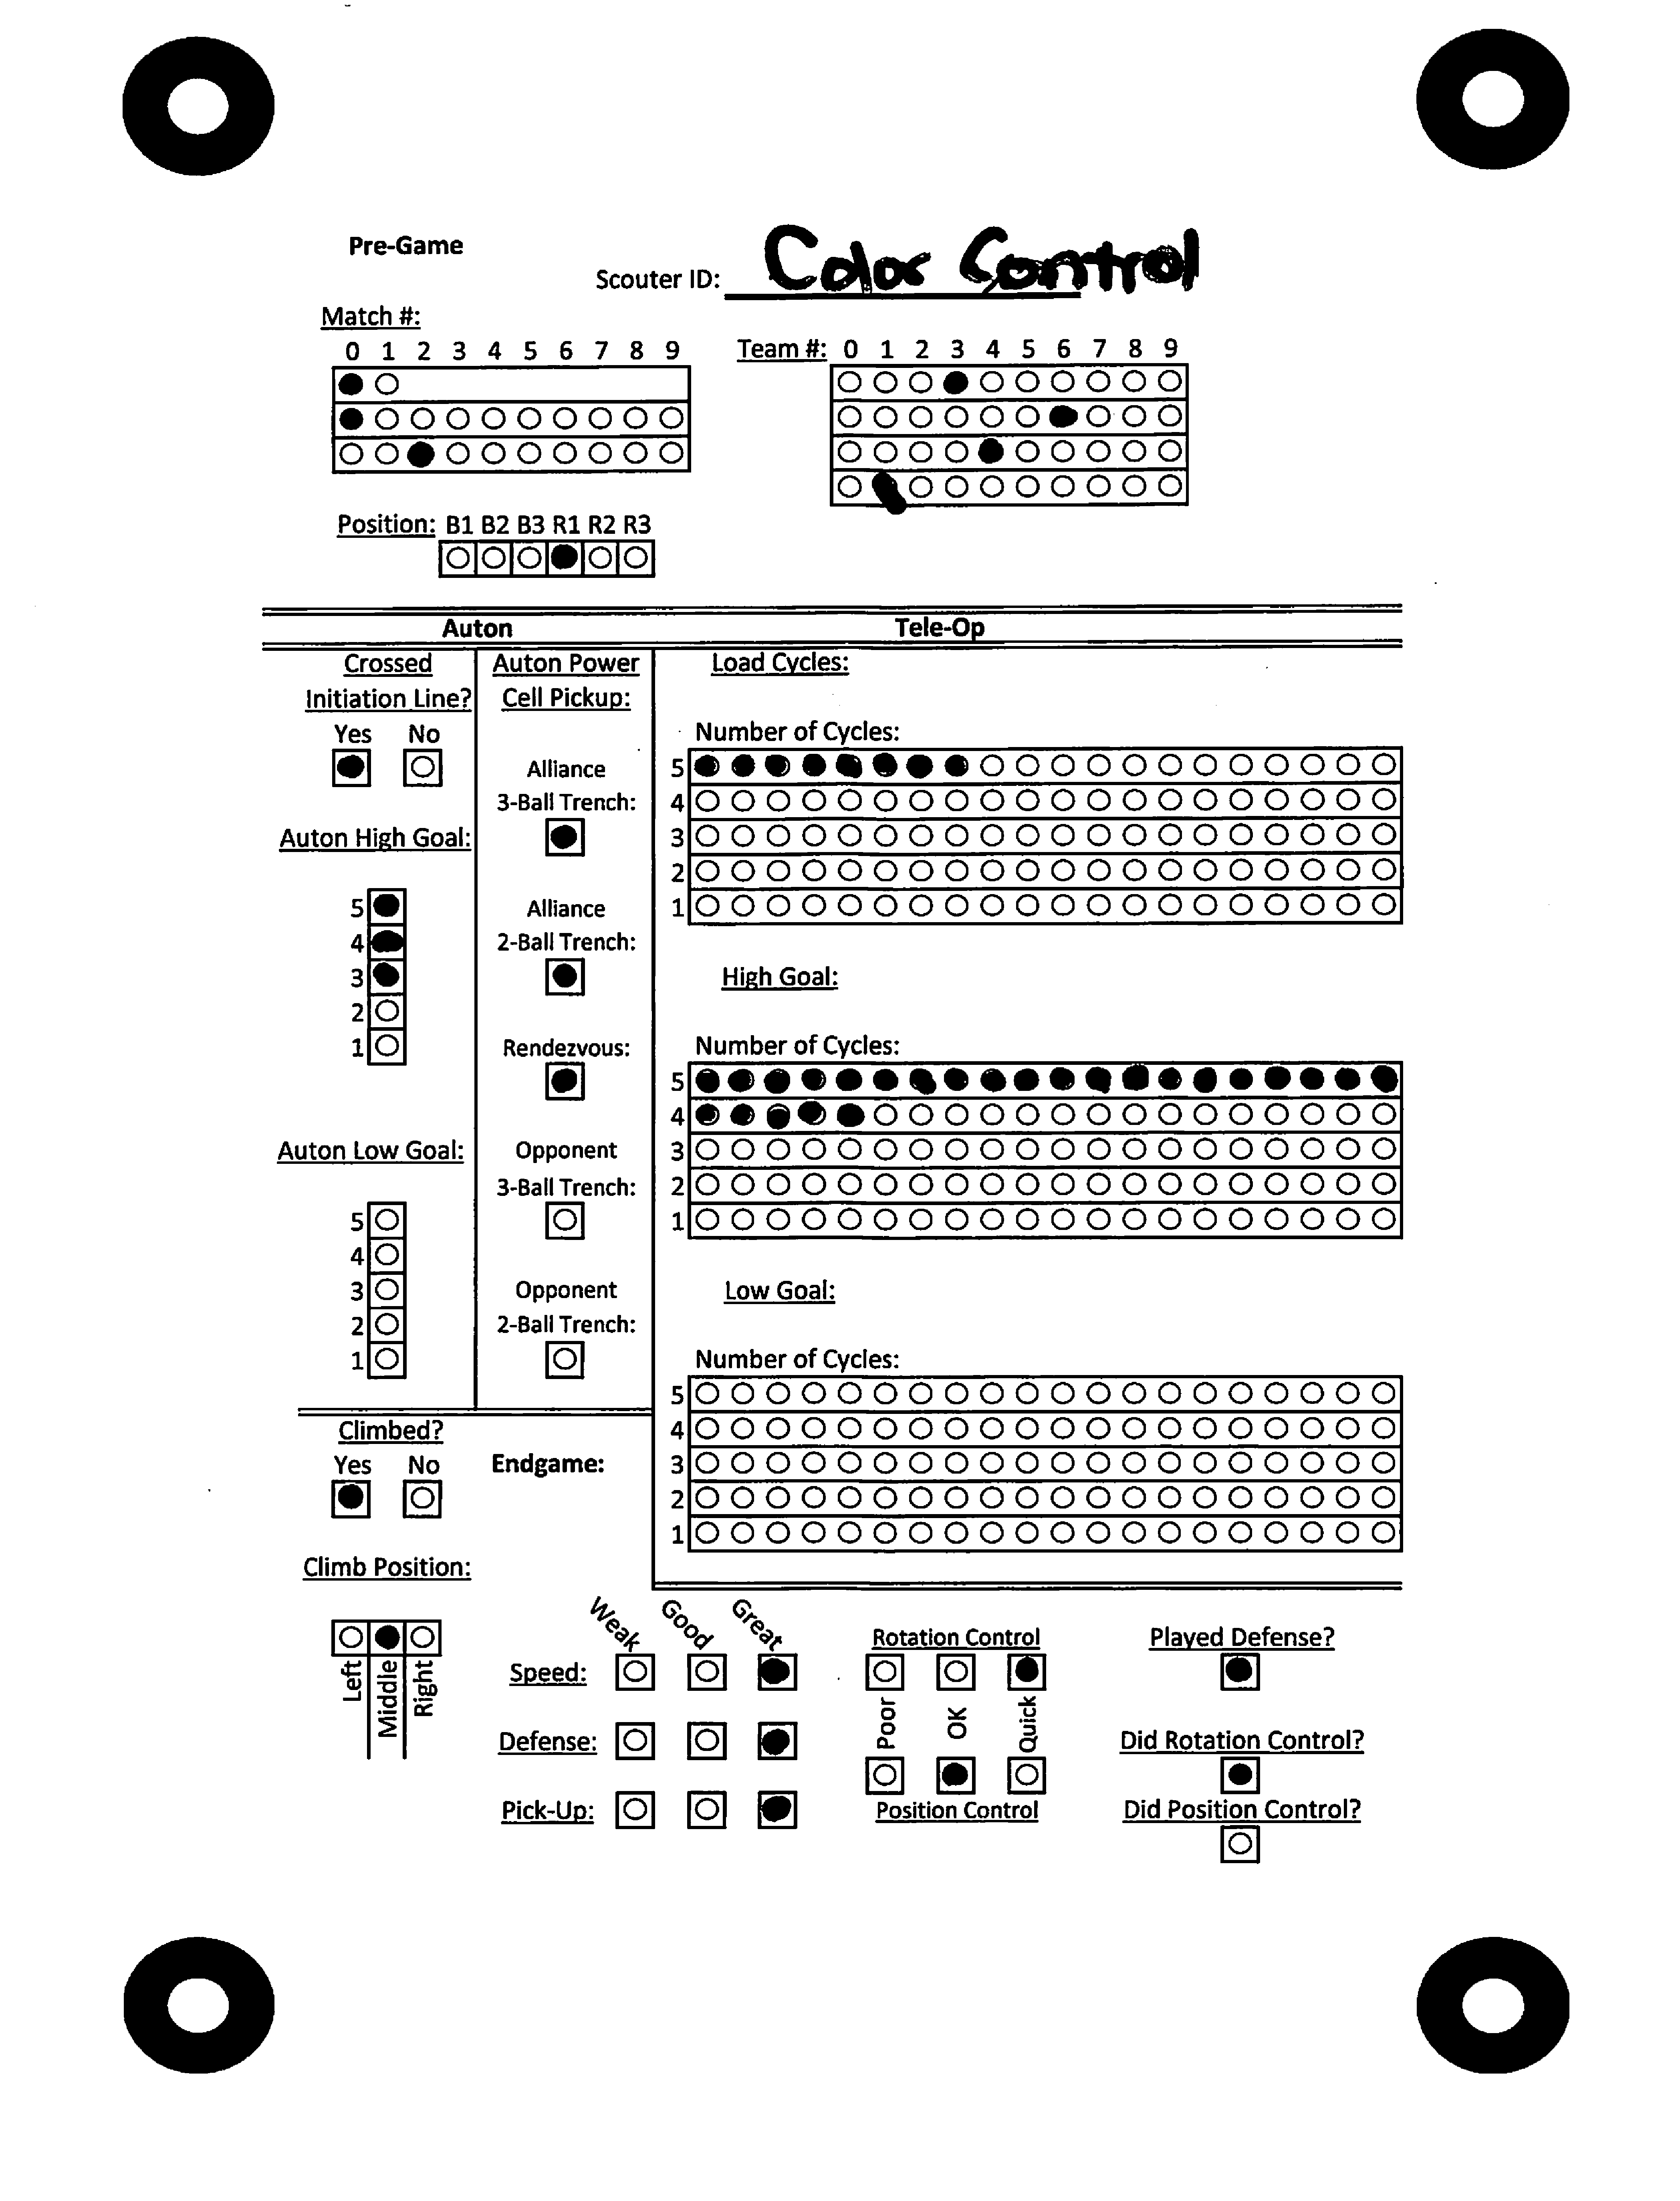 Pre-Game
Scouter ID: Color Control
Match #:
0 1 2 3 4 5 6 7 8 9
Team #: 0 1 2 3 4 5 6 7 8 9
Position: B1 B2 B3 R1 R2 R3
Auton
Tele-Op
Crossed
Initiation Line?
Yes No
Auton High Goal:
5
4
3
2
1
Auton Low Goal:
5
4
3
2
1
Auton Power
Cell Pickup:
Alliance
3-Ball Trench:
Alliance
2-Ball Trench:
Rendezvous:
Opponent
3-Ball Trench:
Opponent
2-Ball Trench:
Load Cycles:
Number of Cycles:
5
4
3
2
1
High Goal:
Number of Cycles:
5
4
3
2
1
Low Goal:
Number of Cycles:
5
4
3
2
1
Climbed?
Yes No
Endgame:
Climb Position:
Left Middle Right
Weak Good Great
Speed:
Defense:
Pick-Up:
Rotation Control
Poor OK Quick
Position Control
Played Defense?
Did Rotation Control?
Did Position Control?